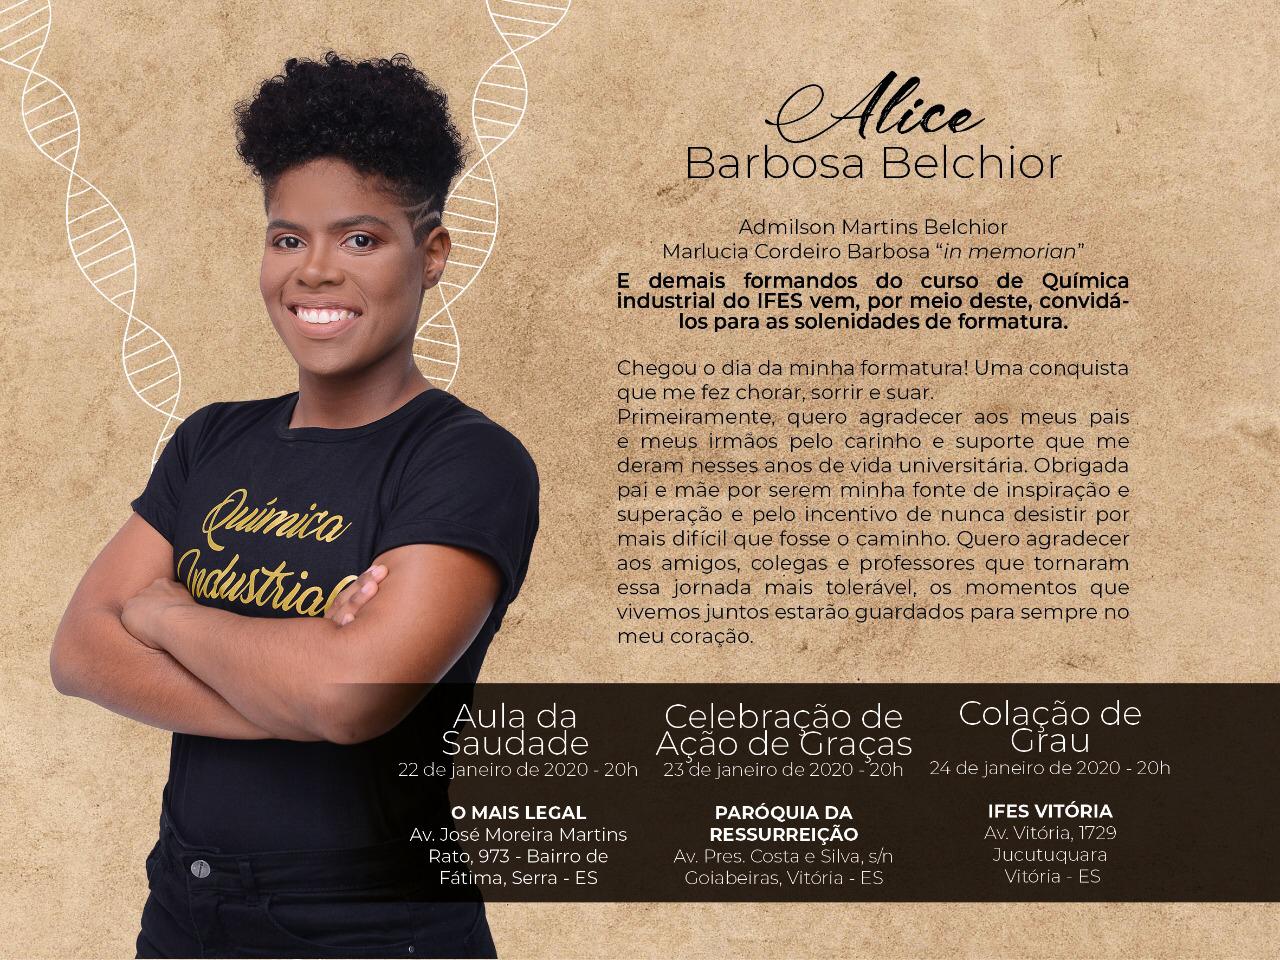 Alice
Barbosa Belchior
Admilson Martins Belchior
Marlucia Cordeiro Barbosa “in memorian”
E demais formandos do curso de Química
industrial do IFES vem, por meio deste, convidá-
los para as solenidades de formatura.
Chegou o dia da minha formatura! Uma conquista
que me fez chorar, sorrir e suar.
Primeiramente, quero agradecer aos meus pais
e meus irmãos pelo carinho e suporte que me
deram nesses anos de vida universitária. Obrigada
pai e mãe por serem minha fonte de inspiração e
superação e pelo incentivo de nunca desistir por
mais difícil que fosse o caminho. Quero agradecer
aos amigos, colegas e professores que tornaram
essa jornada mais tolerável, os momentos que
vivemos juntos estarão guardados para sempre no
meu coração.
Química
Industrial
Aula da
Saudade
22 de janeiro de 2020 - 20h
O MAIS LEGAL
Av. José Moreira Martins
Rato, 973 - Bairro de
Fátima, Serra - ES
Celebração de
Ação de Graças
23 de janeiro de 2020 - 20h
PARÓQUIA DA
RESSURREIÇÃO
Av. Pres. Costa e Silva, s/n
Goiabeiras, Vitória - ES
Colação de
Grau
24 de janeiro de 2020 - 20h
IFES VITÓRIA
Av. Vitória, 1729
Jucutuquara
Vitória - ES